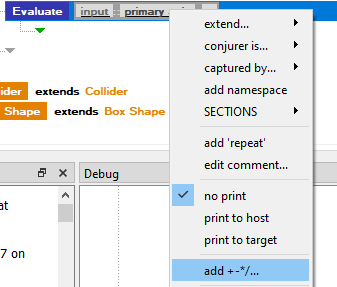 Evaluate input primary
extend...
conjurer is...
captured by...
add namespace
SECTIONS
ider extends Collider
Shape extends Box Shape
add 'repeat'
edit comment...
Debug
no print
print to host
print to target
at
7 on
add +-*/...